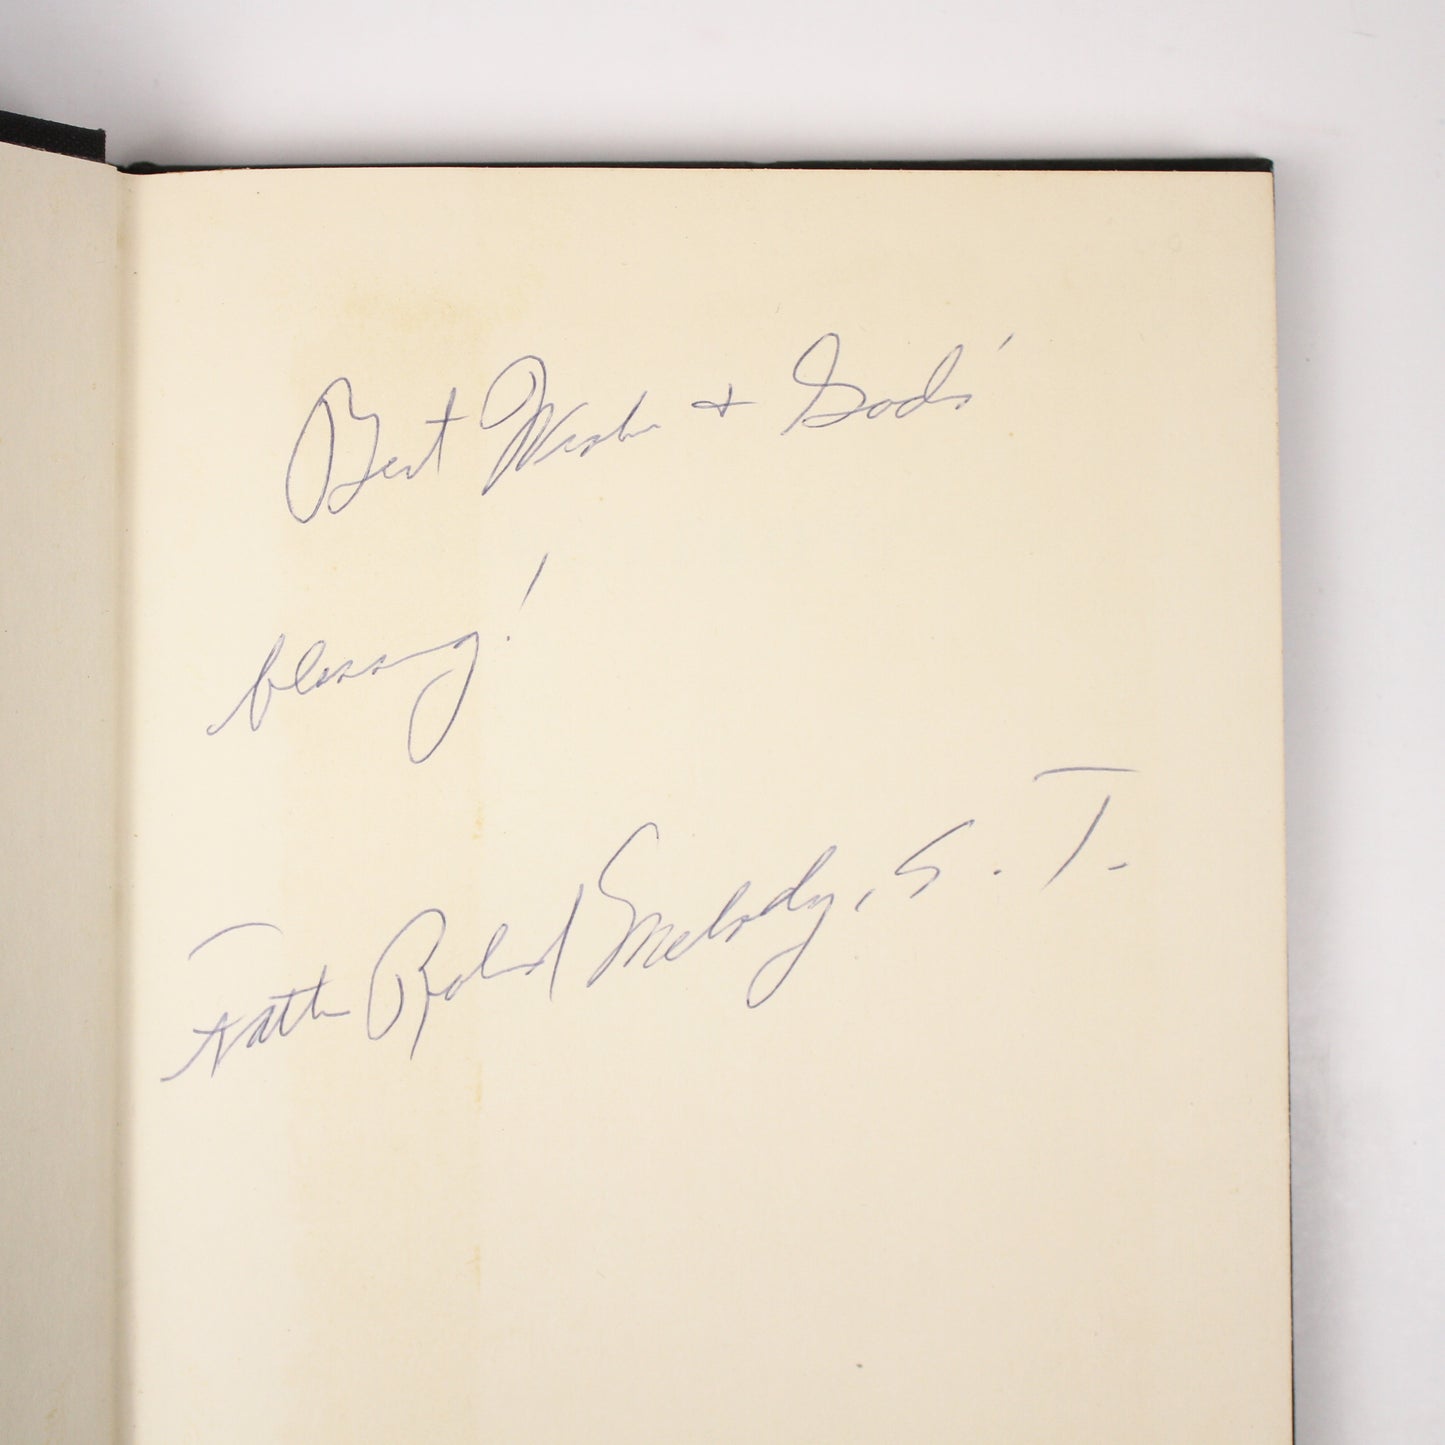 Best Wishes + Gods'
blessing!
Father Roland Melody, S. T.